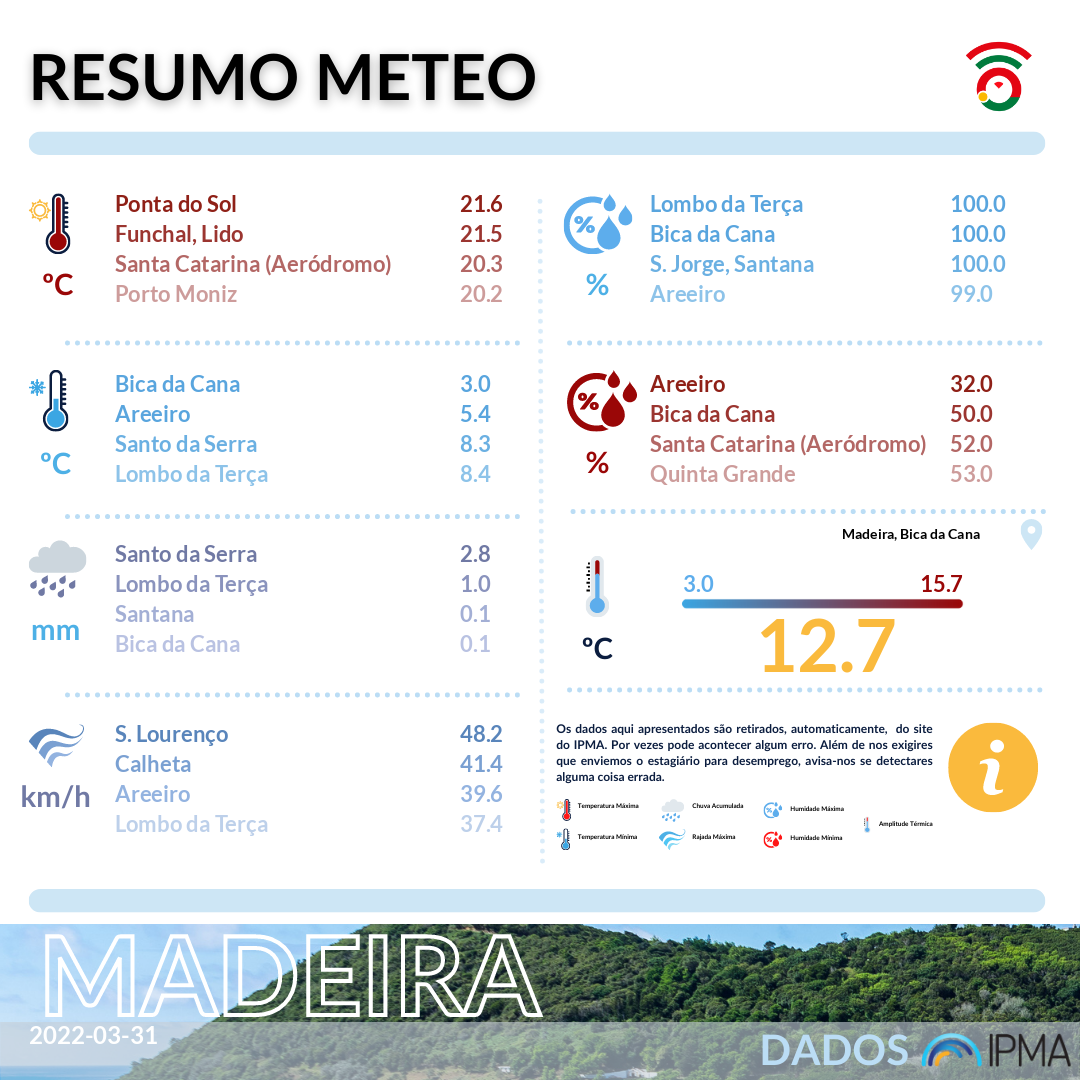 RESUMO METEO
Ponta do Sol 21.6
Funchal, Lido 21.5
Santa Catarina (Aeródromo) 20.3
Porto Moniz 20.2
ºC
Bica da Cana 3.0
Areeiro 5.4
Santo da Serra 8.3
Lombo da Terça 8.4
ºC
Santo da Serra 2.8
Lombo da Terça 1.0
Santana 0.1
Bica da Cana 0.1
mm
S. Lourenço 48.2
Calheta 41.4
Areeiro 39.6
Lombo da Terça 37.4
km/h
%
Lombo da Terça 100.0
Bica da Cana 100.0
S. Jorge, Santana 100.0
Areeiro 99.0
%
%
Areeiro 32.0
Bica da Cana 50.0
Santa Catarina (Aeródromo) 52.0
Quinta Grande 53.0
%
Madeira, Bica da Cana
3.0 15.7
12.7
ºC
Os dados aqui apresentados são retirados, automaticamente, do site
do IPMA. Por vezes pode acontecer algum erro. Além de nos exigires
que enviemos o estagiário para desemprego, avisa-nos se detectares
alguma coisa errada.
i
Temperatura Máxima
Chuva Acumulada
Humidade Máxima
Amplitude Térmica
Temperatura Mínima
Rajada Máxima
Humidade Mínima
MADEIRA
2022-03-31
DADOS IPMA